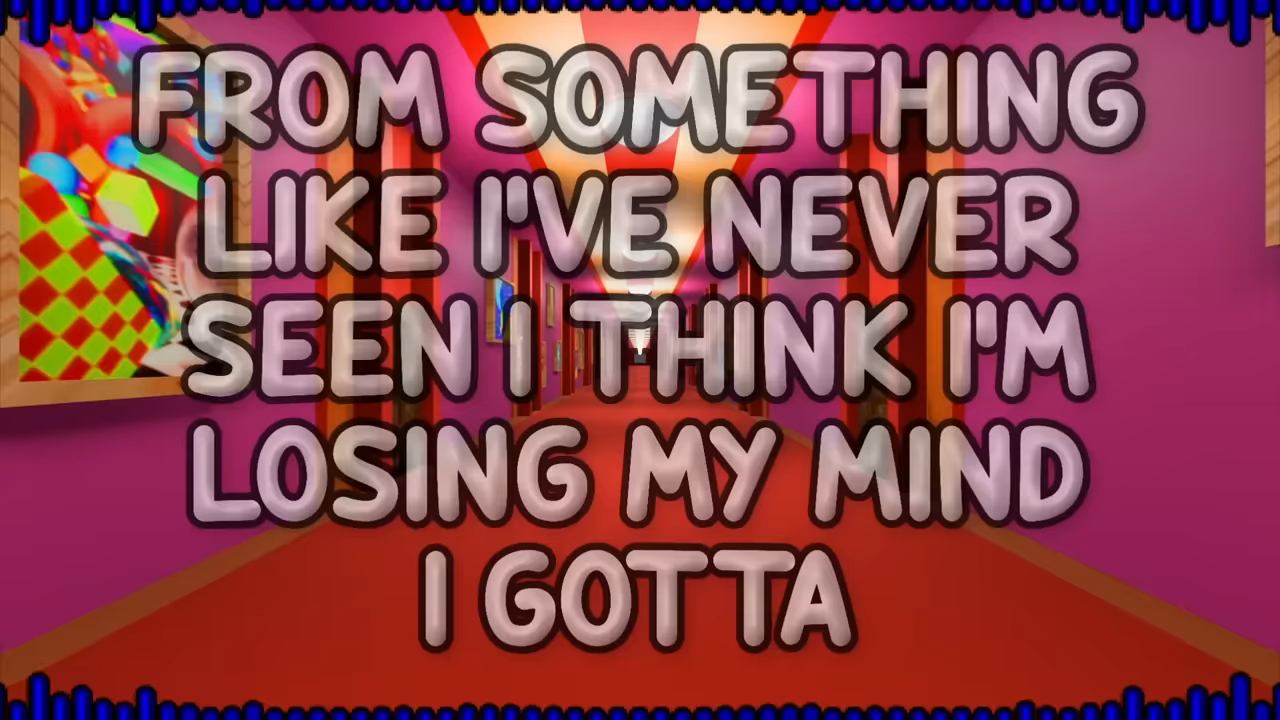 FROM SOMETHING
LIKE I'VE NEVER
SEEN I THINK I'M
LOSING MY MIND
I GOTTA